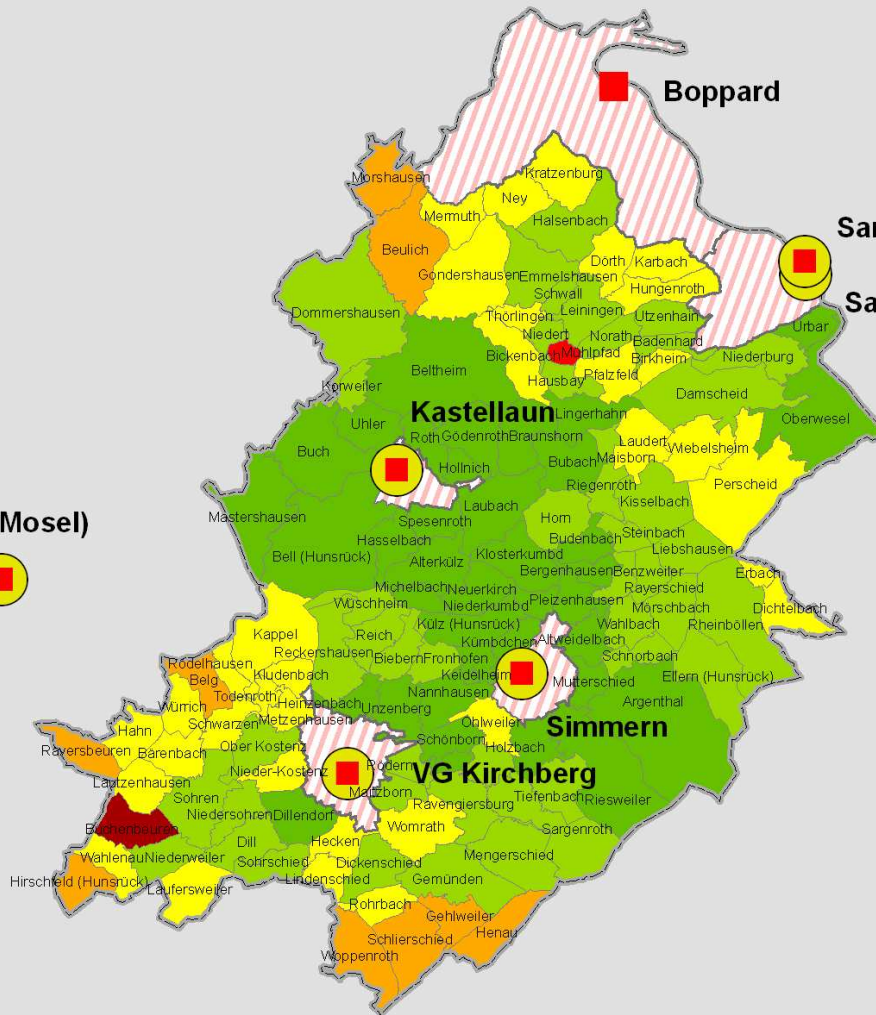 Boppard
Morshausen
Kratzenburg
Ney
Mermuth
Halsenbach
Sar
Beulich
Dörth
Karbach
Gondershausen
Emmelshausen
Hungenroth
Schwall
Sa
Dommershausen
Leiningen
Thörlingen
Utzenhain
Urbar
Niedert
Norath
Badenhard
Bickenbach
Mühlpfad
Birkheim
Niederburg
Beltheim
Pfalzfeld
Hausbay
Korweiler
Damscheid
Kastellaun
Lingerhahn
Oberwesel
Uhler
Roth
Gödenroth
Braunshorn
Laudert
Wiebelsheim
Buch
Maisborn
Hollnich
Bubach
Riegenroth
Perscheid
Kisselbach
Laubach
Mastershausen
Spesenroth
Horn
Mosel)
Steinbach
Hasselbach
Budenbach
Liebshausen
Bell (Hunsrück)
Klosterkumbd
Alterkülz
Bergenhausen
Benzweiler
Erbach
Michelbach
Neuerkirch
Rayerschied
Wüschheim
Niederkumbd
Pleizenhausen
Mörschbach
Dichtelbach
Külz (Hunsrück)
Wahlbach
Rheinböllen
Kappel
Reich
Kümbdchen
Altweidelbach
Reckershausen
Biebern
Fronhofen
Schnorbach
Rödelhausen
Kludenbach
Keidelheim
Ellern (Hunsrück)
Belg
Mutterschied
Todenroth
Nannhausen
Heinzenbach
Argenthal
Würrich
Unzenberg
Metzenhausen
Schwarzen
Ohlweiler
Simmern
Hahn
Schönborn
Holzbach
Raversbeuren
Bärenbach
Ober Kostenz
Rödern
Nieder-Kostenz
VG Kirchberg
Lautzenhausen
Maitzborn
Sohren
Tiefenbach
Riesweiler
Ravengiersburg
Niedersohren
Dillendorf
Büchenbeuren
Womrath
Sargenroth
Dill
Hecken
Wahlenau
Niederweiler
Mengerschied
Sohrschied
Dickenschied
Hirschfeld (Hunsrück)
Lindenschied
Gemünden
Laufersweiler
Rohrbach
Gehlweiler
Schlierschied
Henau
Woppenroth